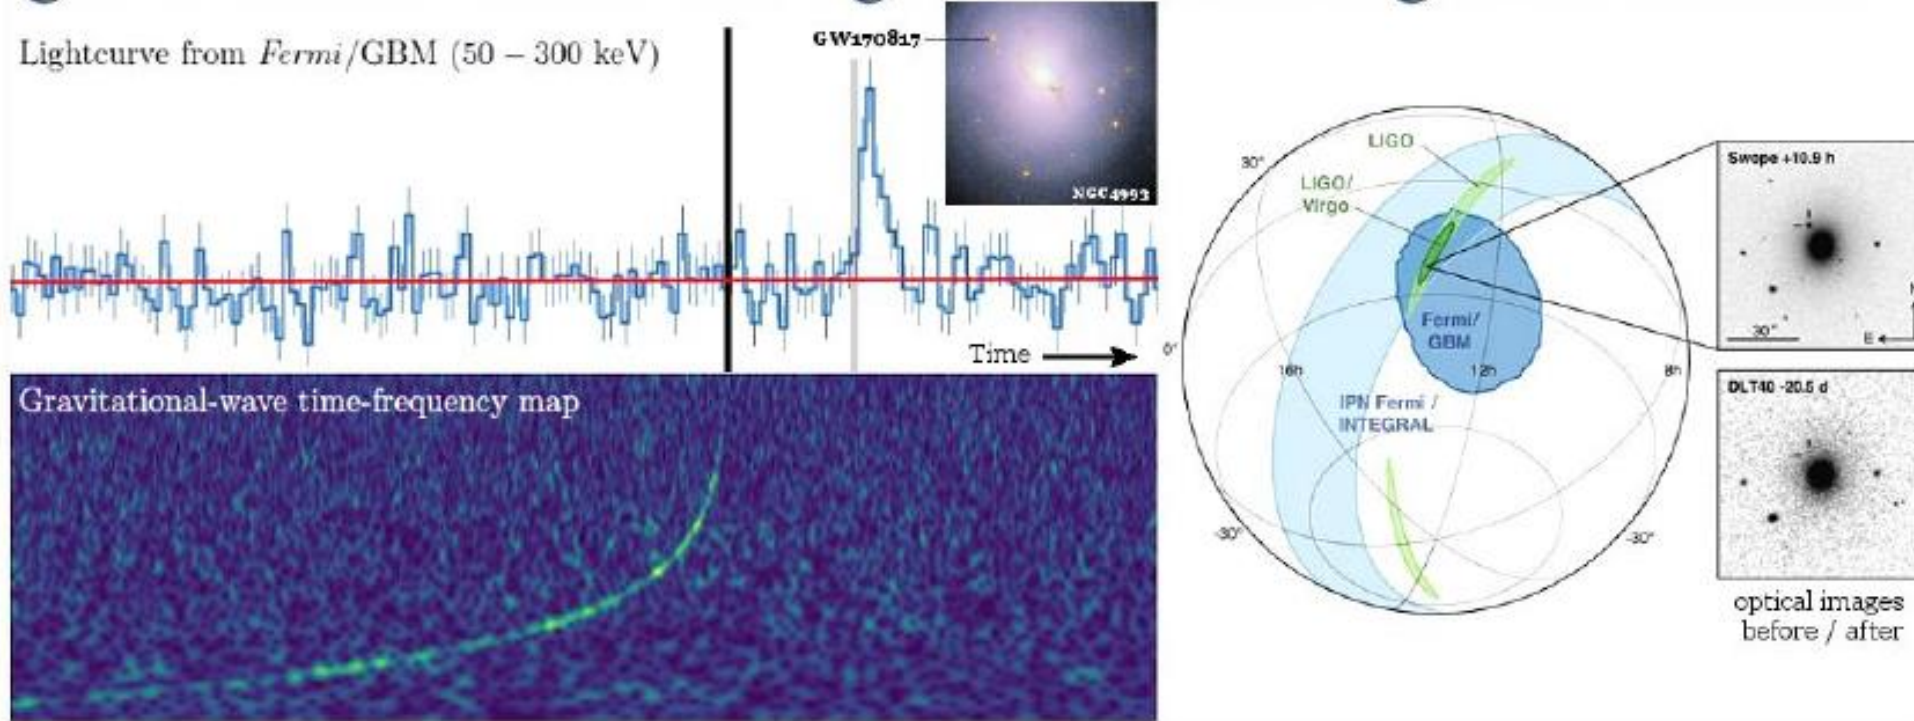 Lightcurve from Fermi/GBM (50 – 300 keV)
GW170817
NGC4993
Time
Gravitational-wave time-frequency map
LIGO
LIGO/
Virgo
Fermi/
GBM
IPN Fermi /
INTEGRAL
30°
0°
-30°
-30°
16h
12h
8h
Swope +10.9 h
30"
E
DLT40 -20.5 d
optical images
before / after